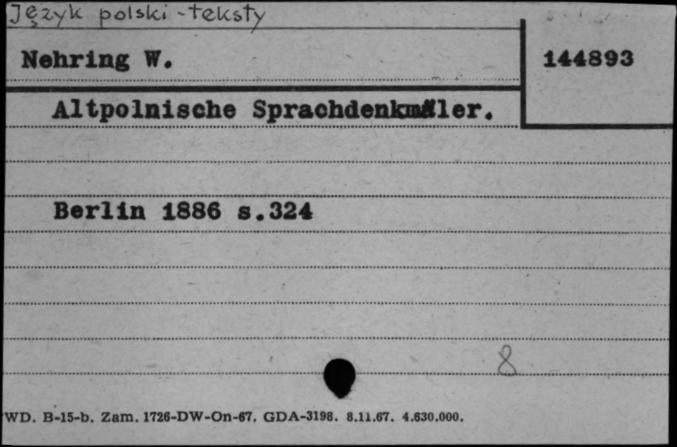 Język polski - teksty
Nehring W.
144893
Altpolnische Sprachdenkmäler.
Berlin 1886 s.324
8
WD. B-15-b. Zam. 1726-DW-On-67. GDA-3198. 8.11.67. 4.630.000.